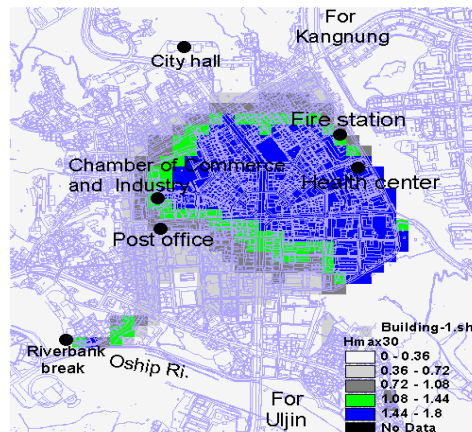 For
Kangnung
City hall
Fire station
Chamber of Commerce
and Industry
Health center
Post office
Riverbank
break
Oship Ri.
For
Uljin
Building-1.sh
Hmax30
0 - 0.36
0.36 - 0.72
0.72 - 1.08
1.08 - 1.44
1.44 - 1.8
No Data